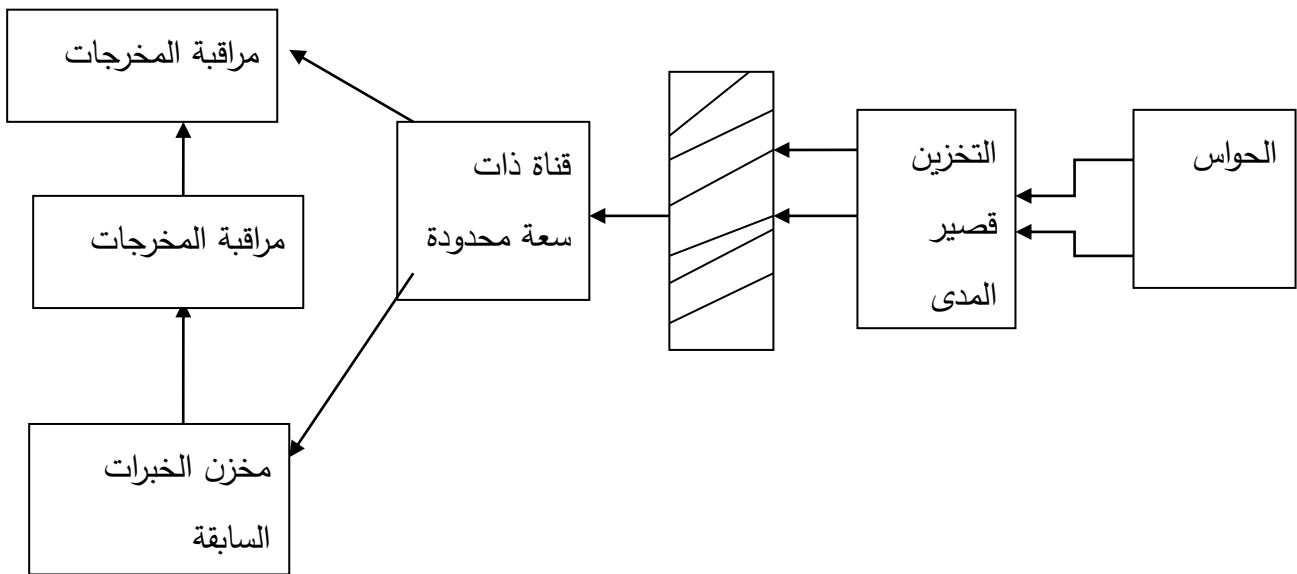 الحواس
التخزين
قصير
المدى
قناة ذات
سعة محدودة
مراقبة المخرجات
مراقبة المخرجات
مخزن الخبرات
السابقة